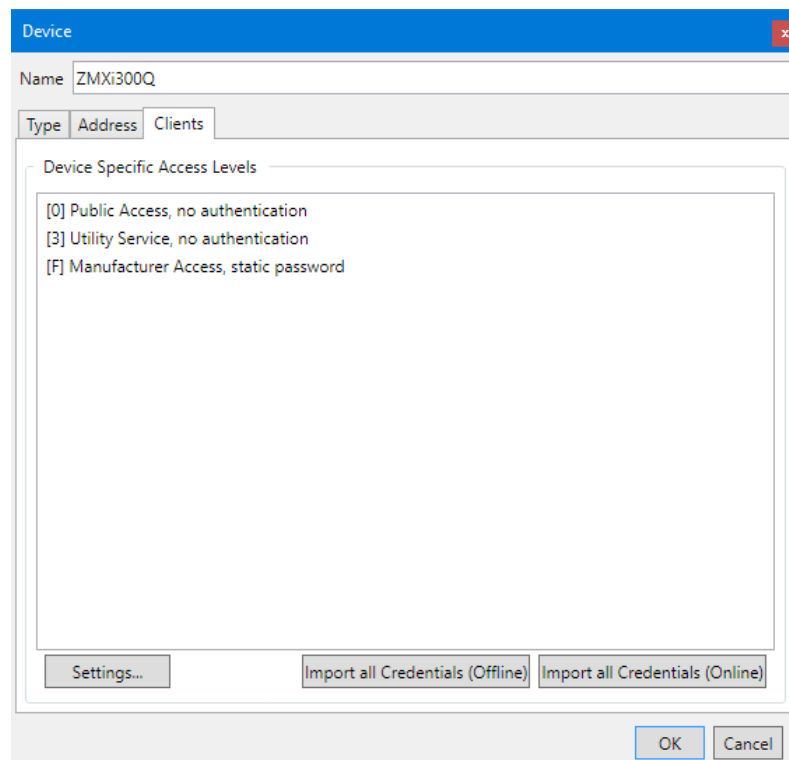 Device
x
Name ZMXi300Q
Type Address Clients
Device Specific Access Levels
[0] Public Access, no authentication
[3] Utility Service, no authentication
[F] Manufacturer Access, static password
Settings... Import all Credentials (Offline) Import all Credentials (Online)
OK Cancel